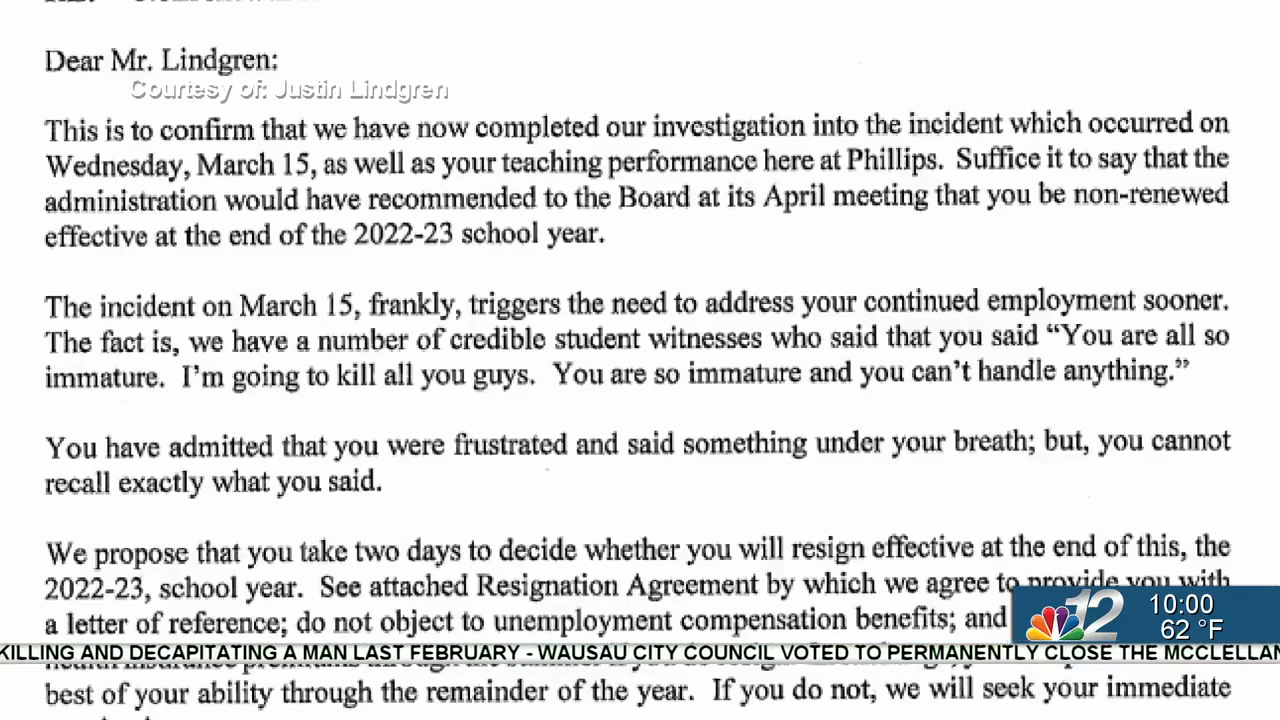 Dear Mr. Lindgren:
Courtesy of: Justin Lindgren
This is to confirm that we have now completed our investigation into the incident which occurred on
Wednesday, March 15, as well as your teaching performance here at Phillips. Suffice it to say that the
administration would have recommended to the Board at its April meeting that you be non-renewed
effective at the end of the 2022-23 school year.
The incident on March 15, frankly, triggers the need to address your continued employment sooner.
The fact is, we have a number of credible student witnesses who said that you said “You are all so
immature. I’m going to kill all you guys. You are so immature and you can’t handle anything.”
You have admitted that you were frustrated and said something under your breath; but, you cannot
recall exactly what you said.
We propose that you take two days to decide whether you will resign effective at the end of this, the
2022-23, school year. See attached Resignation Agreement by which we agree to provide you with
a letter of reference; do not object to unemployment compensation benefits; and
12
10:00
62 °F
KILLING AND DECAPITATING A MAN LAST FEBRUARY - WAUSAU CITY COUNCIL VOTED TO PERMANENTLY CLOSE THE MCCLELLAN
best of your ability through the remainder of the year. If you do not, we will seek your immediate